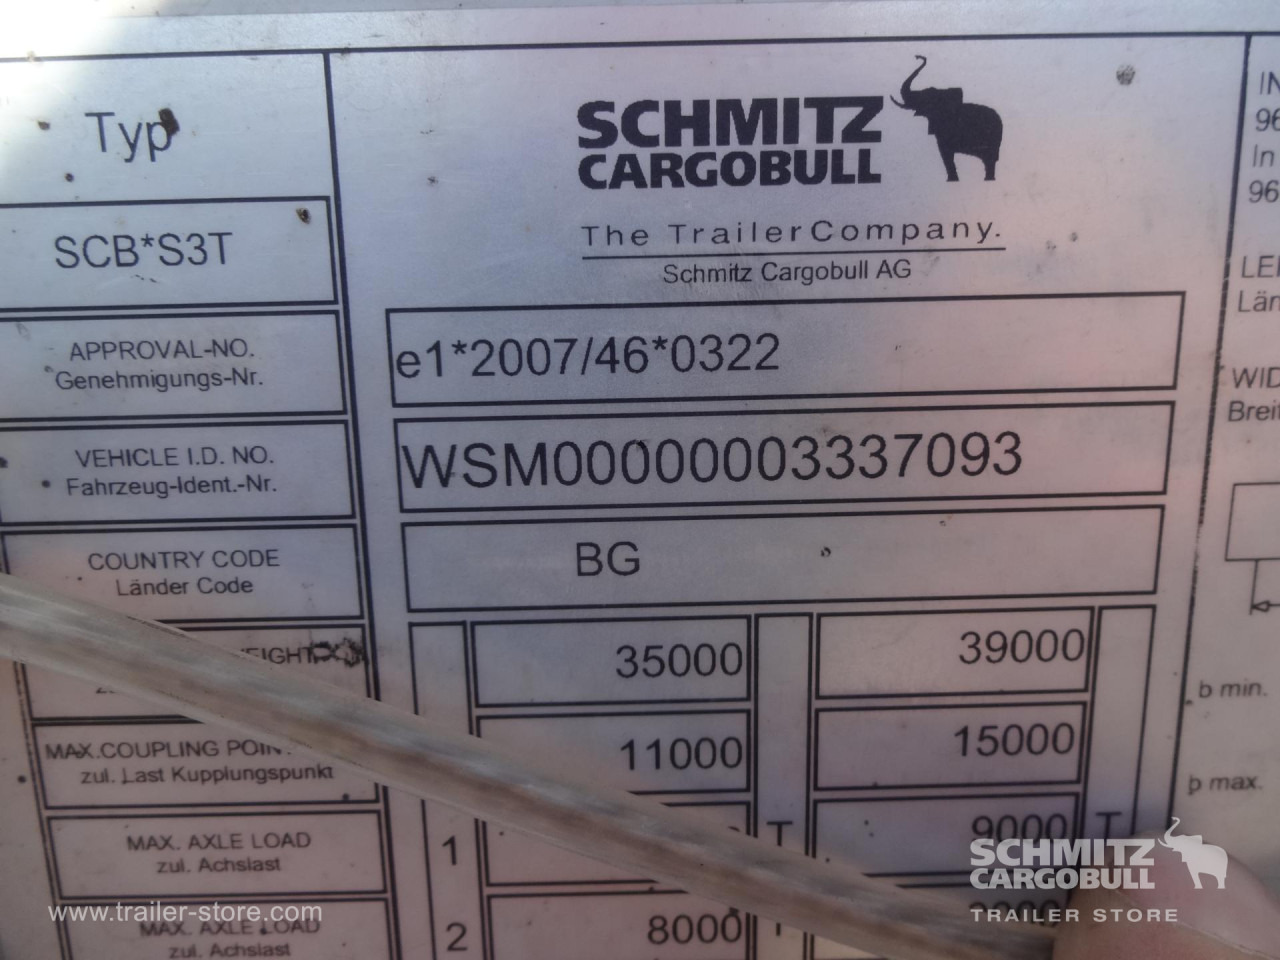 Typ
SCHMITZ
CARGOBULL
The TrailerCompany.
Schmitz Cargobull AG
SCB*S3T
APPROVAL-NO.
Genehmigungs-Nr.
e1*2007/46*0322
VEHICLE I.D. NO.
Fahrzeug-Ident.-Nr.
WSM00000003337093
COUNTRY CODE
Länder Code
BG
35000
39000
MAX.COUPLING
zul. Last Kupplungspunkt
11000
15000
MAX. AXLE LOAD
zul. Achslast
1
T
9000
T
MAX. AXLE LOAD
zul. Achslast
2
8000
b min.
b max.
www.trailer-store.com
SCHMITZ
CARGOBULL
TRAILER STORE